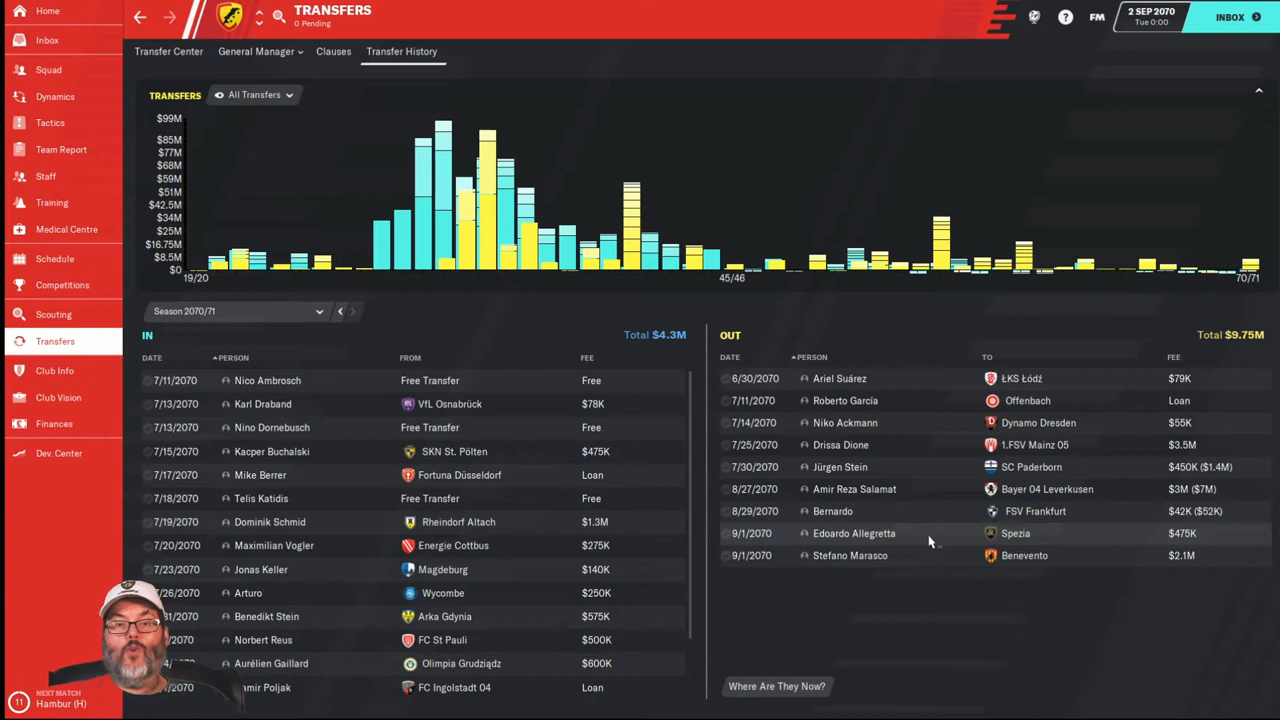 Home
TRANSFERS
0 Pending
FM
2 SEP 2070
Tue 0:00
INBOX
Inbox
Transfer Center General Manager Clauses Transfer History
Squad
Dynamics
Tactics
Team Report
Staff
Training
Medical Centre
Schedule
Competitions
Scouting
Transfers
Club Info
Club Vision
Finances
Dev. Center
TRANSFERS All Transfers
$99M
$85M
$77M
$68M
$59M
$51M
$42.5M
$34M
$25M
$16.75M
$8.5M
$0
19/20 45/46 70/71
Season 2070/71
IN Total $4.3M
DATE PERSON FROM FEE
7/11/2070 Nico Ambrosch Free Transfer Free
7/13/2070 Karl Draband VfL Osnabrück $78K
7/13/2070 Nino Dornebusch Free Transfer Free
7/15/2070 Kacper Buchalski SKN St. Pölten $475K
7/17/2070 Mike Berrer Fortuna Düsseldorf Loan
7/18/2070 Telis Katidis Free Transfer Free
7/19/2070 Dominik Schmid Rheindorf Altach $1.3M
7/20/2070 Maximilian Vogler Energie Cottbus $275K
7/23/2070 Jonas Keller Magdeburg $140K
/26/2070 Arturo Wycombe $250K
31/2070 Benedikt Stein Arka Gdynia $575K
/2070 Norbert Reus FC St Pauli $500K
4/2070 Aurélien Gaillard Olimpia Grudziądz $600K
/2070 amir Poljak FC Ingolstadt 04 Loan
OUT Total $9.75M
DATE PERSON TO FEE
6/30/2070 Ariel Suárez ŁKS Łódź $79K
7/11/2070 Roberto García Offenbach Loan
7/14/2070 Niko Ackmann Dynamo Dresden $55K
7/25/2070 Drissa Dione 1.FSV Mainz 05 $3.5M
7/30/2070 Jürgen Stein SC Paderborn $450K ($1.4M)
8/27/2070 Amir Reza Salamat Bayer 04 Leverkusen $3M ($7M)
8/29/2070 Bernardo FSV Frankfurt $42K ($52K)
9/1/2070 Edoardo Allegretta Spezia $475K
9/1/2070 Stefano Marasco Benevento $2.1M
Where Are They Now?
11
NEXT MATCH
Hambur (H)